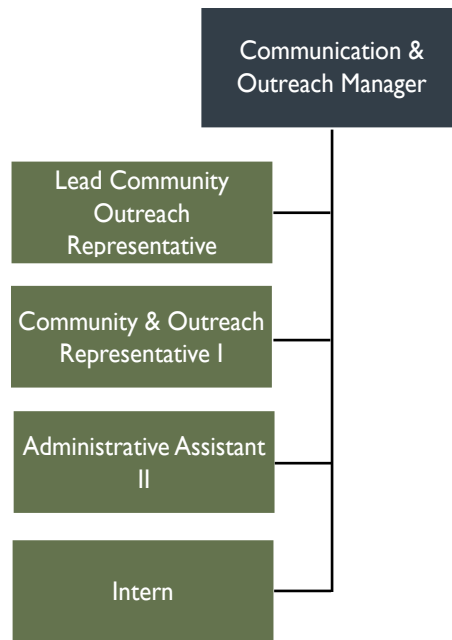 Communication &
Outreach Manager
Lead Community
Outreach
Representative
Community & Outreach
Representative I
Administrative Assistant
II
Intern